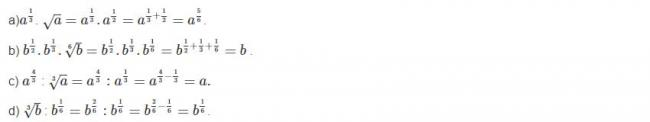 a) $a^{\frac{1}{3}} . \sqrt{a} = a^{\frac{1}{3}} . a^{\frac{1}{2}} = a^{\frac{1}{3} + \frac{1}{2}} = a^{\frac{5}{6}}$.
b) $b^{\frac{1}{2}} . b^{\frac{1}{3}} . \sqrt[6]{b} = b^{\frac{1}{2}} . b^{\frac{1}{3}} . b^{\frac{1}{6}} = b^{\frac{1}{2} + \frac{1}{3} + \frac{1}{6}} = b$ .
c) $a^{\frac{4}{3}} : \sqrt[3]{a} = a^{\frac{4}{3}} : a^{\frac{1}{3}} = a^{\frac{4}{3} - \frac{1}{3}} = a.$
d) $\sqrt[3]{b} : b^{\frac{1}{6}} = b^{\frac{2}{6}} : b^{\frac{1}{6}} = b^{\frac{2}{6} - \frac{1}{6}} = b^{\frac{1}{6}}$.